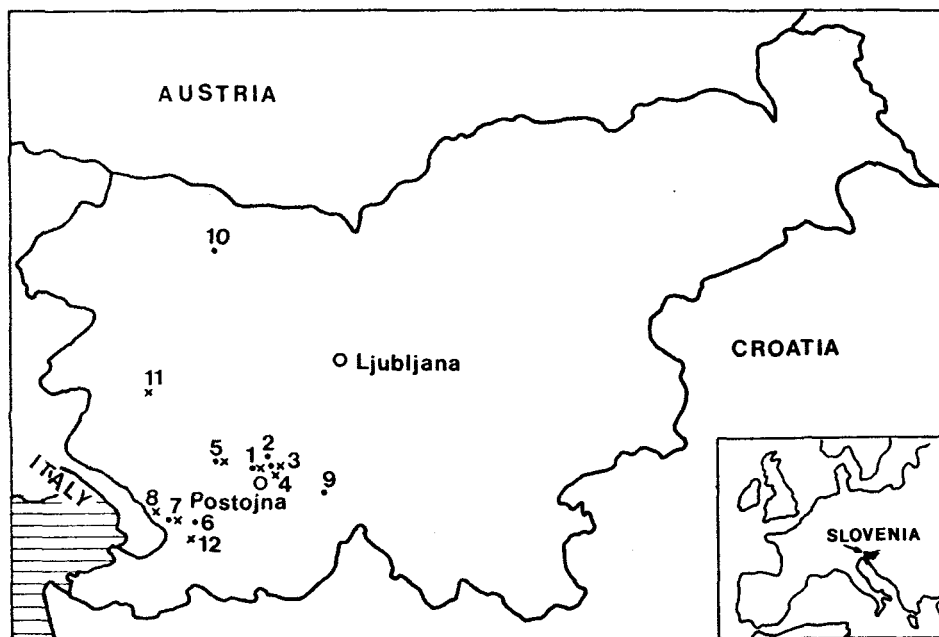 AUSTRIA
10
Ljubljana
CROATIA
11
5 1 2 3
4
9
ITALY
Postojna
8 7 6
12
SLOVENIA